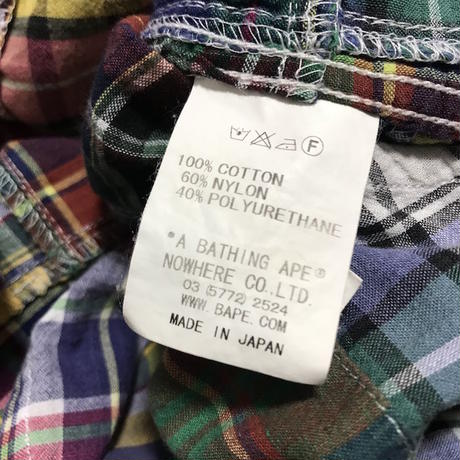 F
100% COTTON
60% NYLON
40% POLYURETHANE
*A BATHING APE®
NOWHERE CO.,LTD.
03 (5772) 2524
WWW. BAPE. COM
MADE IN JAPAN